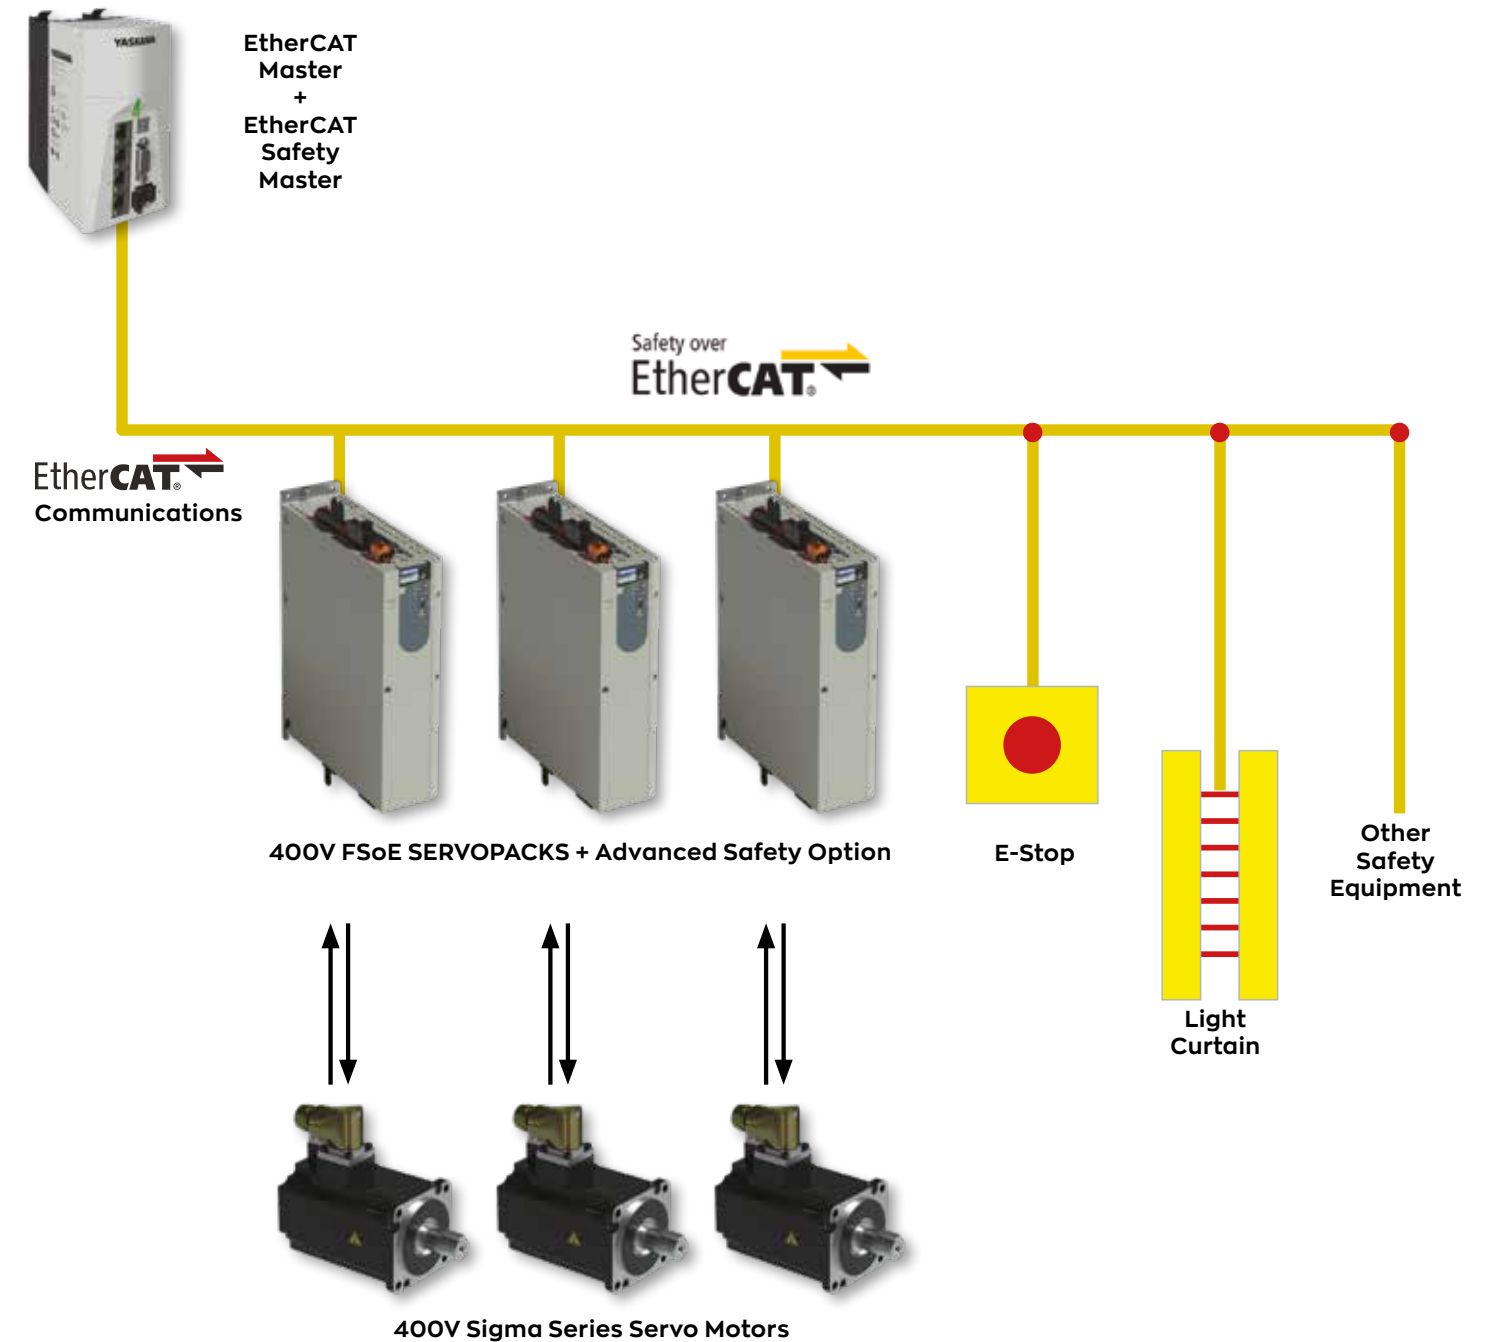 YASKAWA
EtherCAT
Master
+
EtherCAT
Safety
Master
Safety over
EtherCAT®
EtherCAT®
Communications
400V FSoE SERVOPACKS + Advanced Safety Option
E-Stop
Other
Safety
Equipment
Light
Curtain
400V Sigma Series Servo Motors